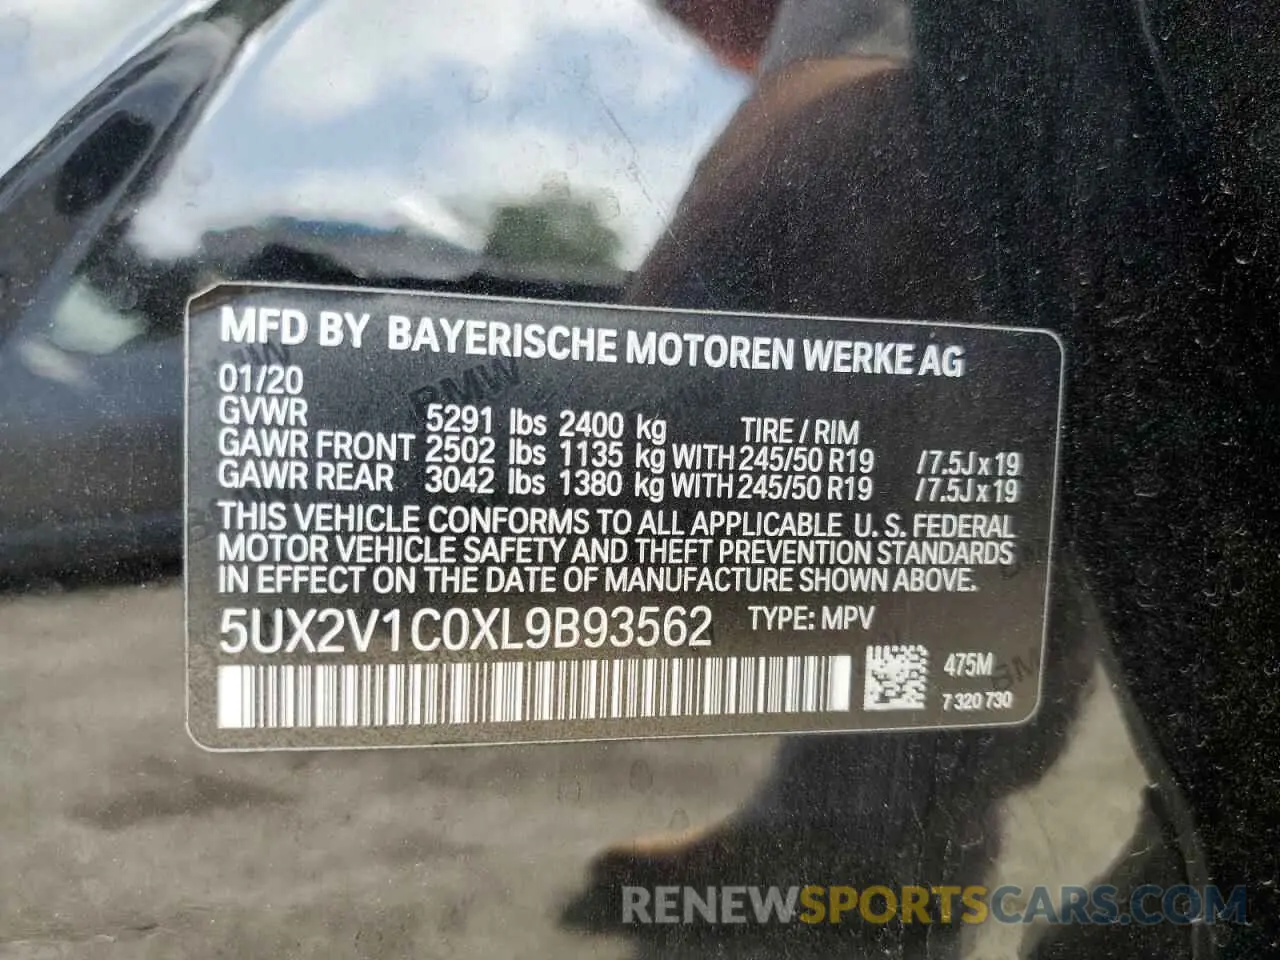 MFD BY BAYERISCHE MOTOREN WERKE AG
01/20
GVWR 5291 lbs 2400 kg TIRE / RIM
GAWR FRONT 2502 lbs 1135 kg WITH 245/50 R19 /7.5J x 19
GAWR REAR 3042 lbs 1380 kg WITH 245/50 R19 /7.5J x 19
THIS VEHICLE CONFORMS TO ALL APPLICABLE U. S. FEDERAL
MOTOR VEHICLE SAFETY AND THEFT PREVENTION STANDARDS
IN EFFECT ON THE DATE OF MANUFACTURE SHOWN ABOVE.
5UX2V1C0XL9B93562 TYPE: MPV
475M
7 320 730
RENEWSPORTSCARS.COM